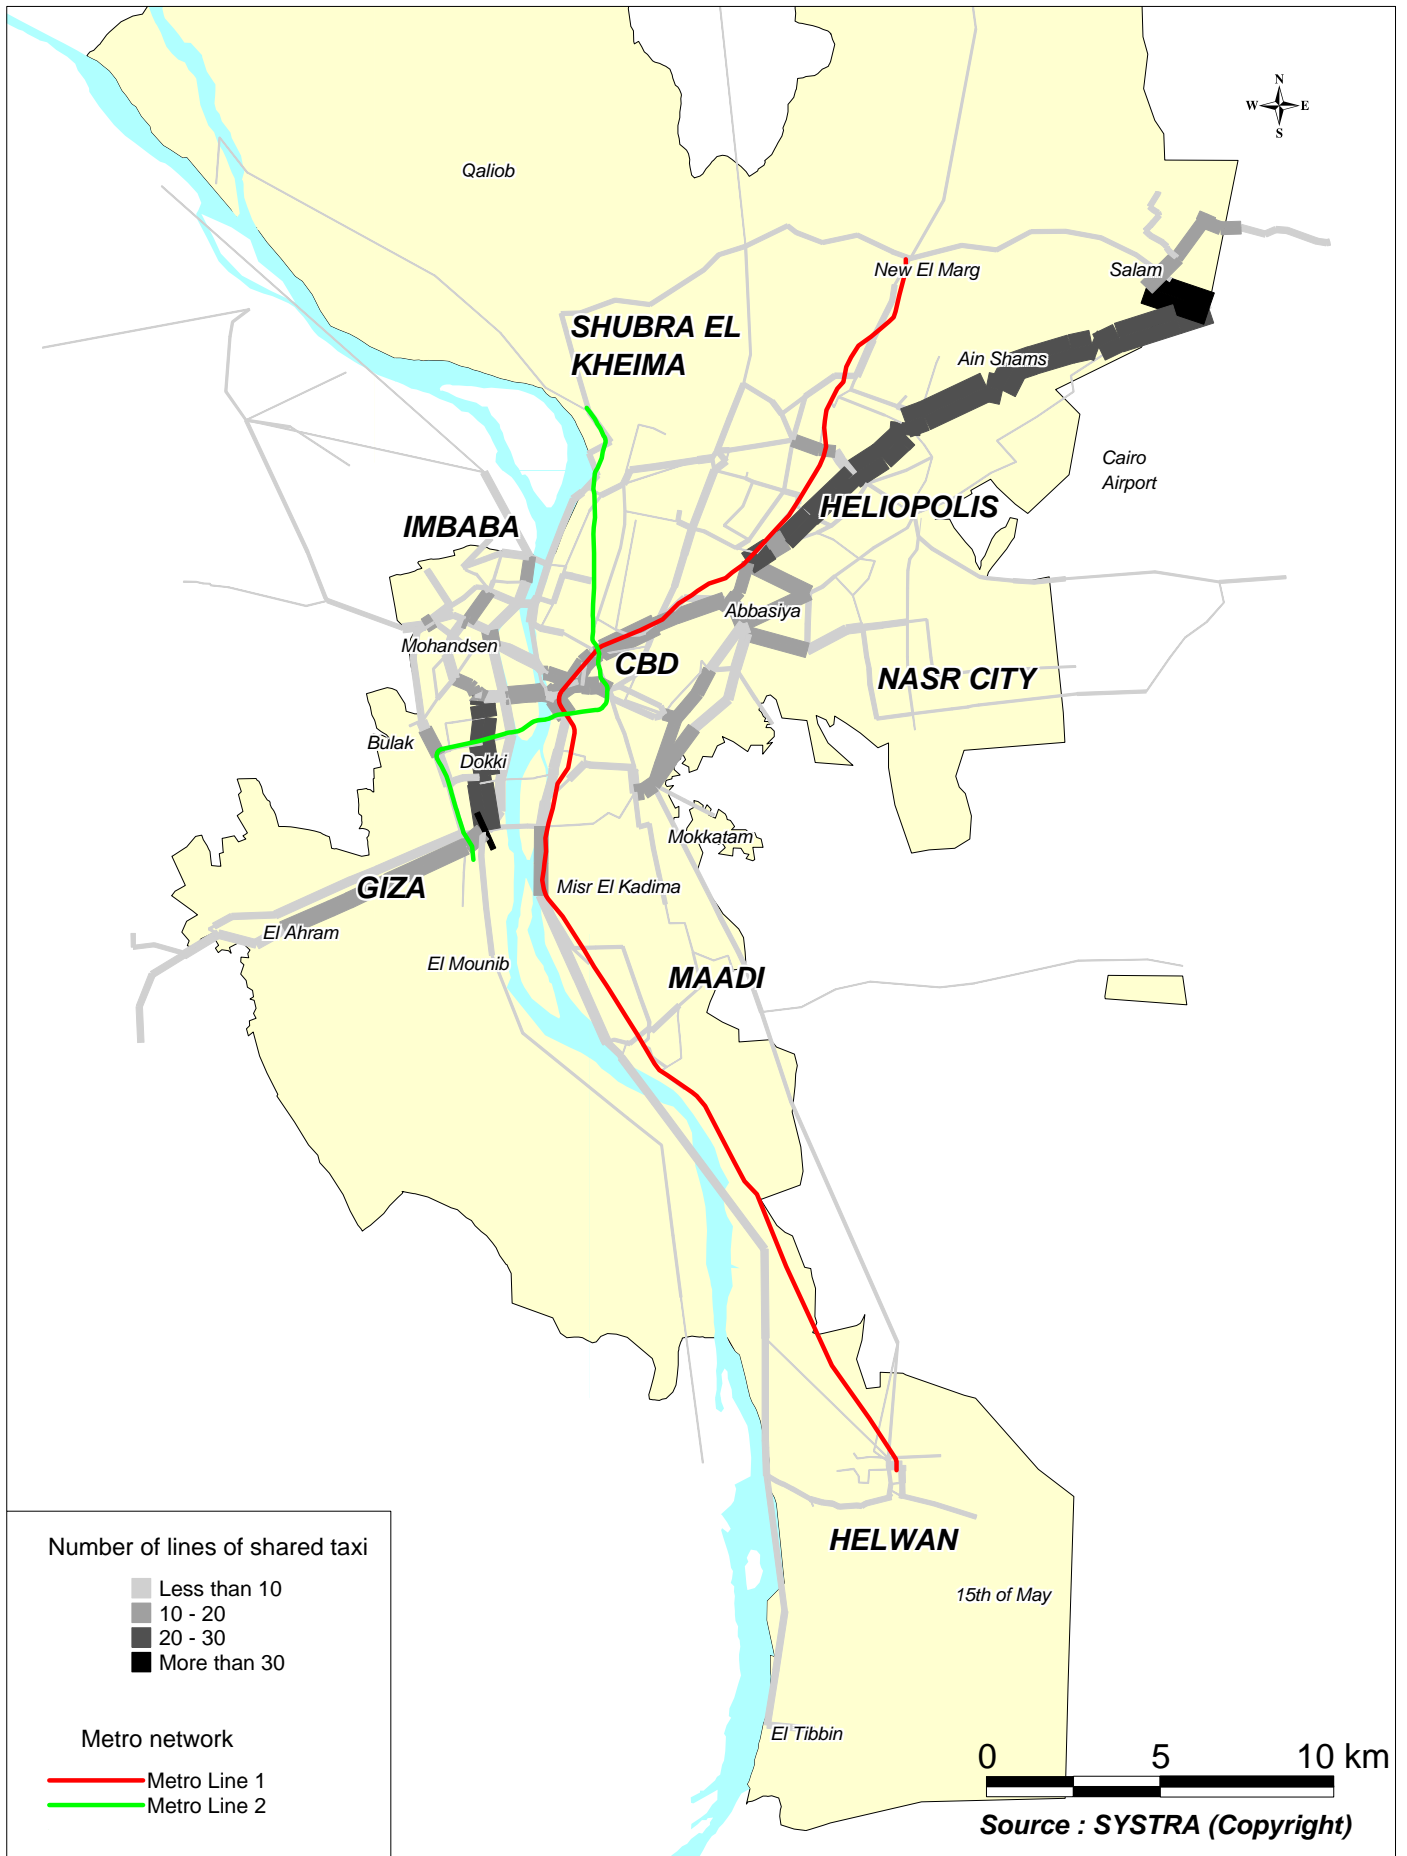 N
W E
S
Qaliob
New El Marg
Salam
SHUBRA EL
KHEIMA
Ain Shams
Cairo
Airport
HELIOPOLIS
IMBABA
Abbasiya
Mohandsen
CBD
NASR CITY
Bulak
Dokki
Mokkatam
GIZA
Misr El Kadima
El Ahram
El Mounib
MAADI
HELWAN
15th of May
El Tibbin
Number of lines of shared taxi
Less than 10
10 - 20
20 - 30
More than 30
Metro network
Metro Line 1
Metro Line 2
0 5 10 km
Source : SYSTRA (Copyright)